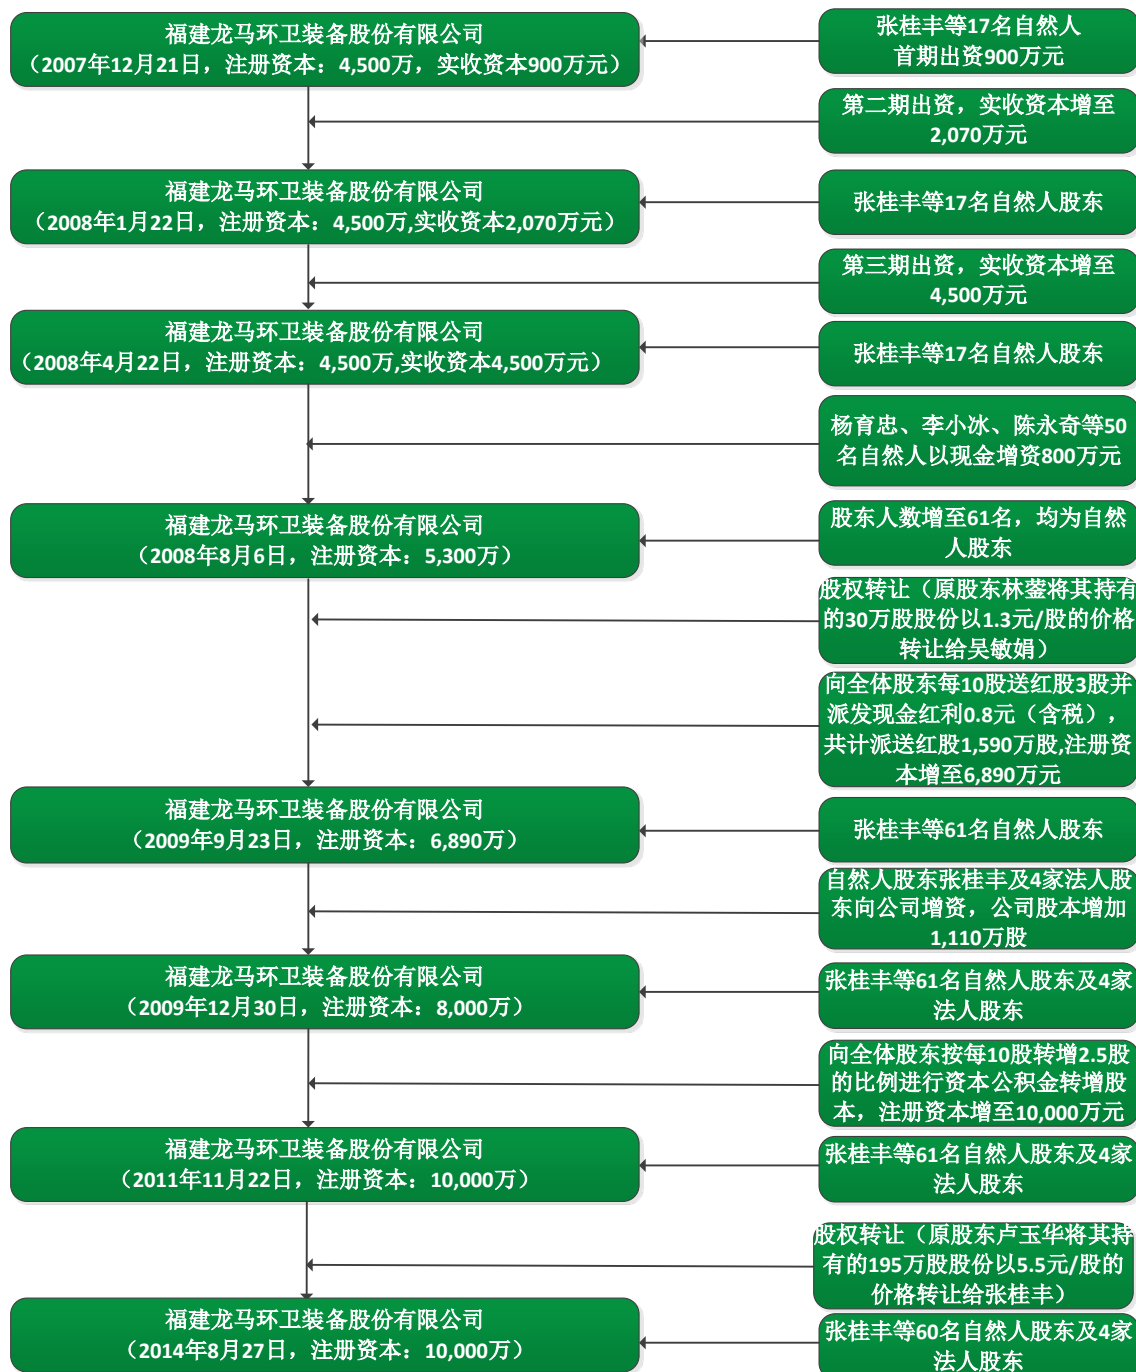 福建龙马环卫装备股份有限公司
（2007年12月21日，注册资本：4,500万，实收资本900万元）
张桂丰等17名自然人
首期出资900万元
第二期出资，实收资本增至
2,070万元
福建龙马环卫装备股份有限公司
（2008年1月22日，注册资本：4,500万,实收资本2,070万元）
张桂丰等17名自然人股东
第三期出资，实收资本增至
4,500万元
福建龙马环卫装备股份有限公司
（2008年4月22日，注册资本：4,500万,实收资本4,500万元）
张桂丰等17名自然人股东
杨育忠、李小冰、陈永奇等50
名自然人以现金增资800万元
福建龙马环卫装备股份有限公司
（2008年8月6日，注册资本：5,300万）
股东人数增至61名，均为自然
人股东
股权转让（原股东林蓥将其持有
的30万股股份以1.3元/股的价格
转让给吴敏娟）
向全体股东每10股送红股3股并
派发现金红利0.8元（含税），
共计派送红股1,590万股,注册资
本增至6,890万元
福建龙马环卫装备股份有限公司
（2009年9月23日，注册资本：6,890万）
张桂丰等61名自然人股东
自然人股东张桂丰及4家法人股
东向公司增资，公司股本增加
1,110万股
福建龙马环卫装备股份有限公司
（2009年12月30日，注册资本：8,000万）
张桂丰等61名自然人股东及4家
法人股东
向全体股东按每10股转增2.5股
的比例进行资本公积金转增股
本，注册资本增至10,000万元
福建龙马环卫装备股份有限公司
（2011年11月22日，注册资本：10,000万）
张桂丰等61名自然人股东及4家
法人股东
股权转让（原股东卢玉华将其持
有的195万股股份以5.5元/股的
价格转让给张桂丰）
福建龙马环卫装备股份有限公司
（2014年8月27日，注册资本：10,000万）
张桂丰等60名自然人股东及4家
法人股东